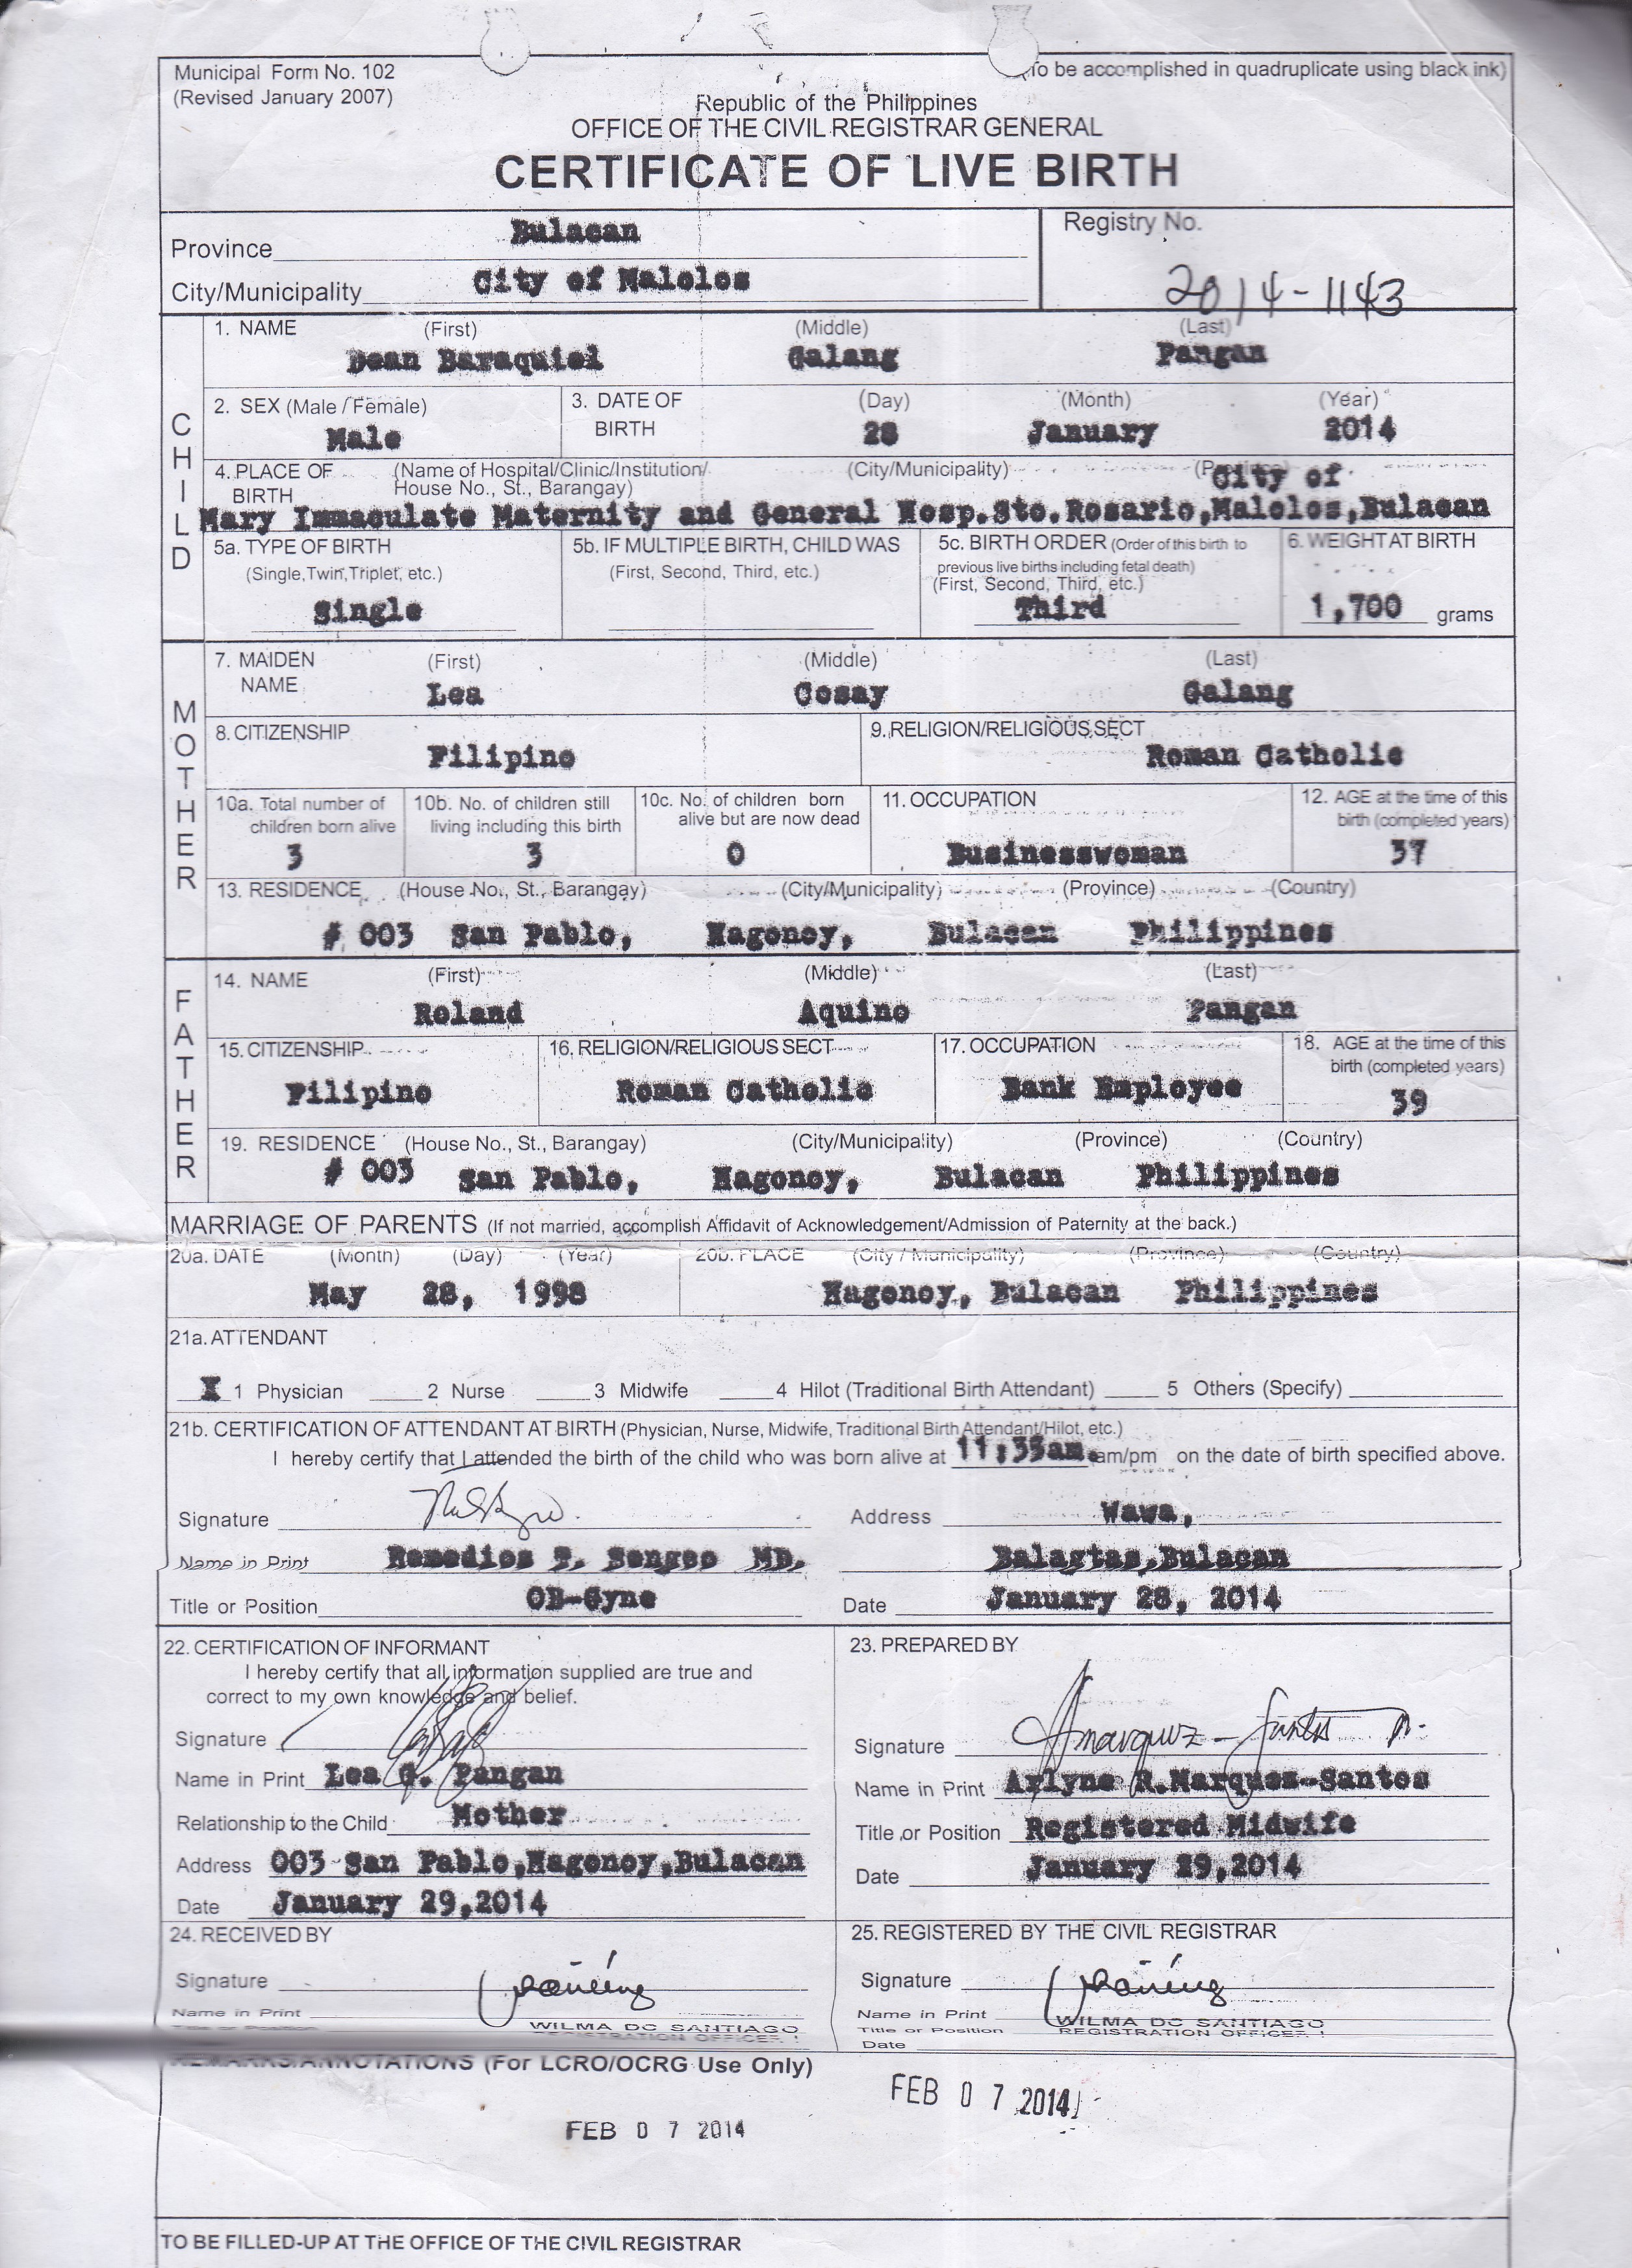 Municipal Form No. 102
(Revised January 2007)
(To be accomplished in quadruplicate using black ink)
Republic of the Philippines
OFFICE OF THE CIVIL REGISTRAR GENERAL
CERTIFICATE OF LIVE BIRTH
Province Bulacan
City/Municipality City of Malolos
Registry No.
2014-1143
CHILD
1. NAME (First) (Middle) (Last)
Dean Baraquiel Galang Pangan
2. SEX (Male / Female)
Male
3. DATE OF BIRTH (Day) (Month) (Year)
28 January 2014
4. PLACE OF BIRTH (Name of Hospital/Clinic/Institution/ House No., St., Barangay) (City/Municipality) (Province)
City of
Mary Immaculate Maternity and General Hosp.Sto.Rosario,Malolos,Bulacan
5a. TYPE OF BIRTH
(Single,Twin,Triplet, etc.)
Single
5b. IF MULTIPLE BIRTH, CHILD WAS
(First, Second, Third, etc.)
5c. BIRTH ORDER (Order of this birth to
previous live births including fetal death)
(First, Second, Third, etc.)
Third
6. WEIGHT AT BIRTH
1,700 grams
MOTHER
7. MAIDEN NAME (First) (Middle) (Last)
Lea Cosay Galang
8. CITIZENSHIP
Filipino
9. RELIGION/RELIGIOUS SECT
Roman Catholic
10a. Total number of
children born alive
3
10b. No. of children still
living including this birth
3
10c. No. of children born
alive but are now dead
0
11. OCCUPATION
Businesswoman
12. AGE at the time of this
birth (completed years)
37
13. RESIDENCE (House No., St., Barangay) (City/Municipality) (Province) (Country)
# 003 San Pablo, Hagonoy, Bulacan Philippines
FATHER
14. NAME (First) (Middle) (Last)
Roland Aquino Pangan
15. CITIZENSHIP
Filipino
16. RELIGION/RELIGIOUS SECT
Roman Catholic
17. OCCUPATION
Bank Employee
18. AGE at the time of this
birth (completed years)
39
19. RESIDENCE (House No., St., Barangay) (City/Municipality) (Province) (Country)
# 003 San Pablo, Hagonoy, Bulacan Philippines
MARRIAGE OF PARENTS (If not married, accomplish Affidavit of Acknowledgement/Admission of Paternity at the back.)
20a. DATE (Month) (Day) (Year)
May 28, 1998
20b. PLACE (City / Municipality) (Province) (Country)
Hagonoy, Bulacan Philippines
21a. ATTENDANT
X 1 Physician 2 Nurse 3 Midwife 4 Hilot (Traditional Birth Attendant) 5 Others (Specify)
21b. CERTIFICATION OF ATTENDANT AT BIRTH (Physician, Nurse, Midwife, Traditional Birth Attendant/Hilot, etc.)
I hereby certify that I attended the birth of the child who was born alive at 11:35am. am/pm on the date of birth specified above.
Signature
Address Wawa,
Name in Print Remedios S. Songso MD.
Balagtas,Bulacan
Title or Position OB-Gyne
Date January 28, 2014
22. CERTIFICATION OF INFORMANT
I hereby certify that all information supplied are true and
correct to my own knowledge and belief.
Signature
Name in Print Lea G. Pangan
Relationship to the Child Mother
Address 003 San Pablo,Hagonoy,Bulacan
Date January 29,2014
23. PREPARED BY
Signature
Name in Print Arlyne R.Marquez-Santos
Title or Position Registered Midwife
Date January 29,2014
24. RECEIVED BY
Signature
Name in Print WILMA DC SANTIAGO
Title or Position REGISTRATION OFFICER I
25. REGISTERED BY THE CIVIL REGISTRAR
Signature
Name in Print WILMA DC SANTIAGO
Title or Position REGISTRATION OFFICER I
Date
REMARKS/ANNOTATIONS (For LCRO/OCRG Use Only)
FEB 07 2014
FEB 07 2014
TO BE FILLED-UP AT THE OFFICE OF THE CIVIL REGISTRAR